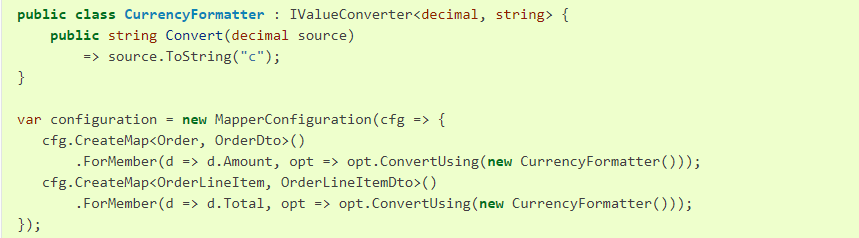 public class CurrencyFormatter : IValueConverter<decimal, string> {
    public string Convert(decimal source)
        => source.ToString("c");
}

var configuration = new MapperConfiguration(cfg => {
   cfg.CreateMap<Order, OrderDto>()
       .ForMember(d => d.Amount, opt => opt.ConvertUsing(new CurrencyFormatter()));
   cfg.CreateMap<OrderLineItem, OrderLineItemDto>()
       .ForMember(d => d.Total, opt => opt.ConvertUsing(new CurrencyFormatter()));
});